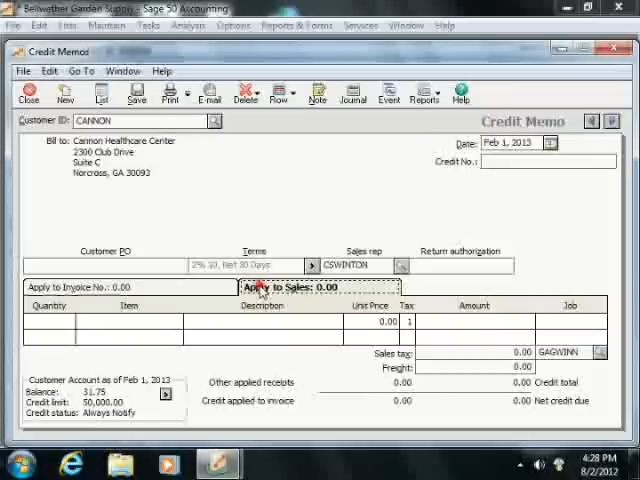 * Bellwether Garden Supply - Sage 50 Accounting
File Edit Lists Maintain Tasks Analysis Options Reports & Forms Services Window Help
Credit Memos
File Edit Go To Window Help
Close New List Save Print E-mail Delete Row Note Journal Event Reports Help
Customer ID: CANNON
Credit Memo
Bill to: Cannon Healthcare Center
2300 Club Drive
Suite C
Norcross, GA 30093
Date: Feb 1, 2013
Credit No.:
Customer PO Terms Sales rep Return authorization
2% 10, Net 30 Days CSWINTON
Apply to Invoice No.: 0.00 Apply to Sales: 0.00
Quantity Item Description Unit Price Tax Amount Job
0.00 1
Sales tax: 0.00 GAGWINN
Freight: 0.00
Customer Account as of Feb 1, 2013
Balance: 31.75
Credit limit: 50,000.00
Credit status: Always Notify
Other applied receipts 0.00 0.00 Credit total
Credit applied to invoice 0.00 0.00 Net credit due
4:28 PM
8/2/2012